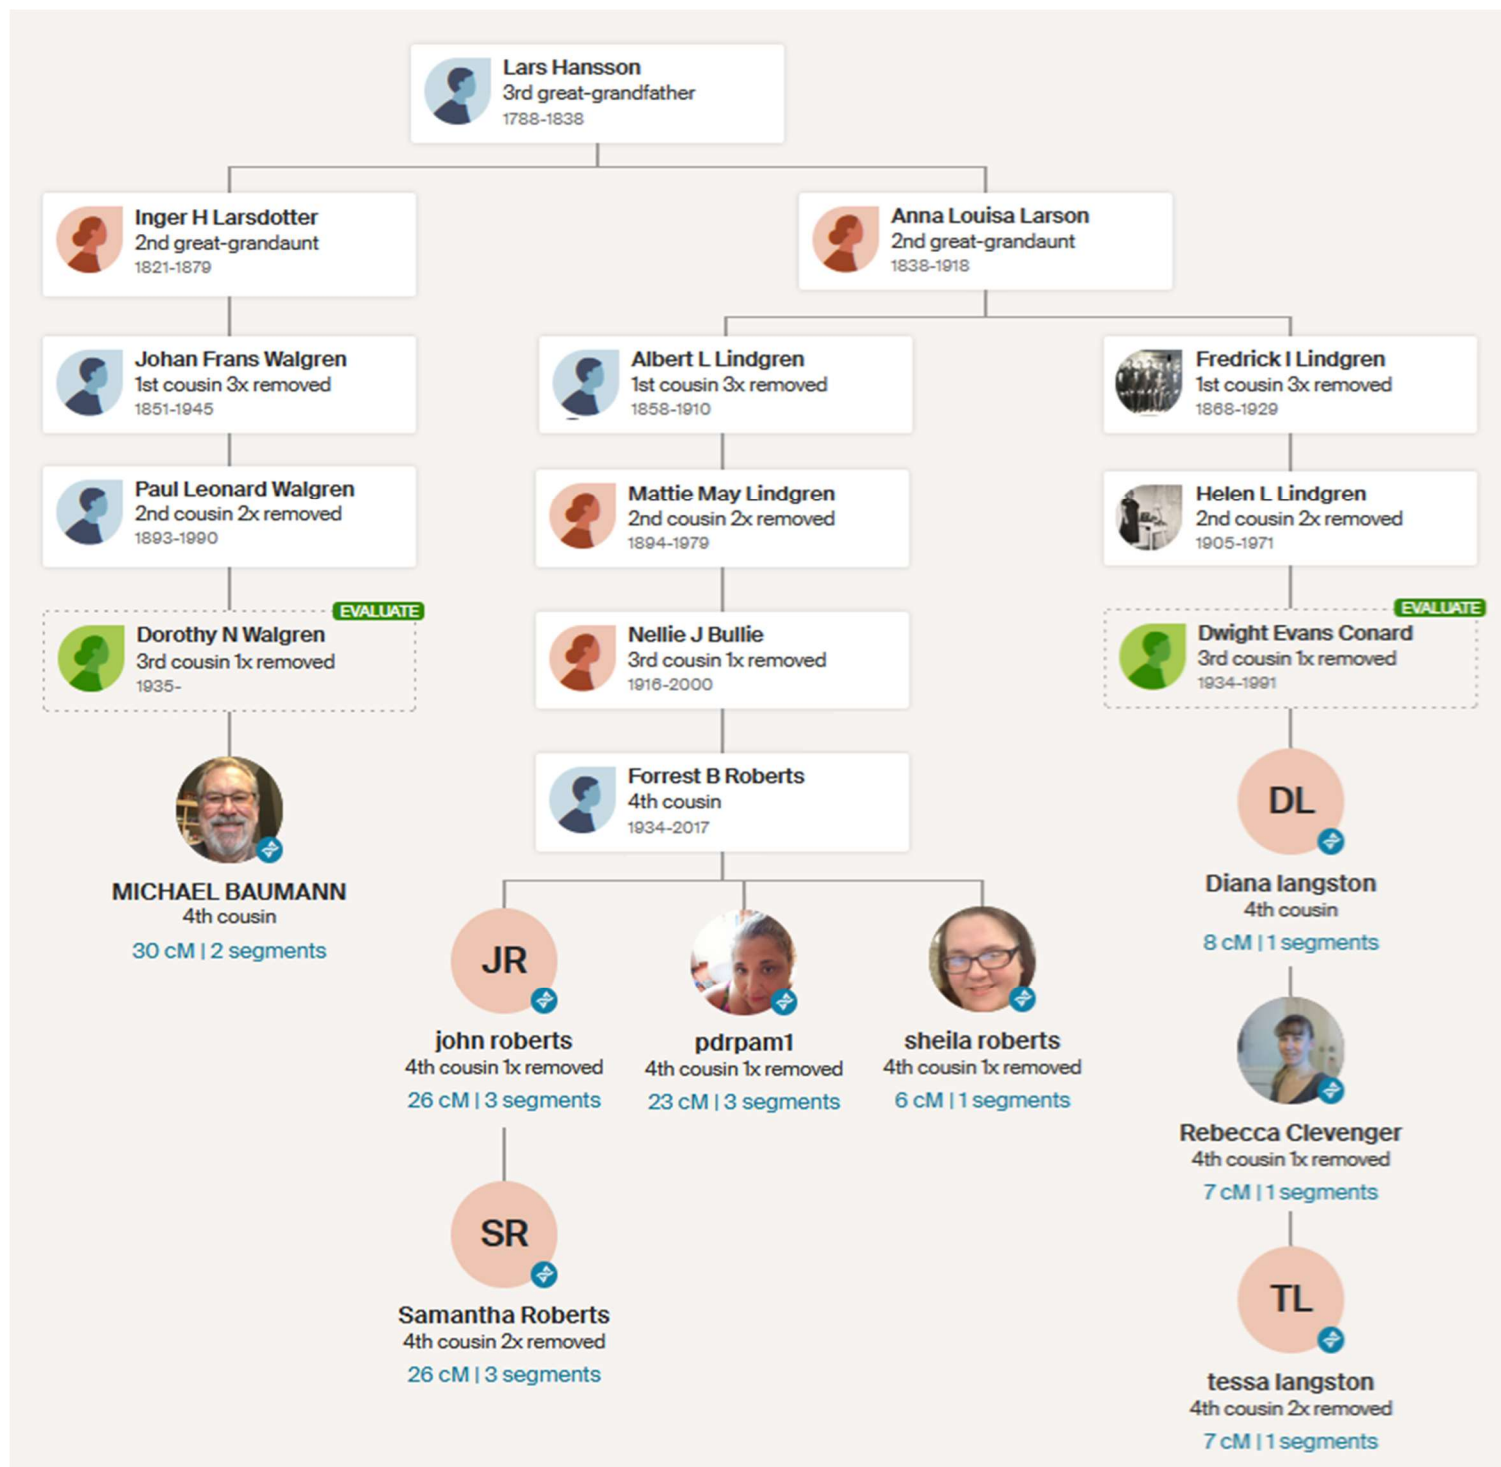 Lars Hansson
3rd great-grandfather
1788-1838
Inger H Larsdotter
2nd great-grandaunt
1821-1879
Anna Louisa Larson
2nd great-grandaunt
1838-1918
Johan Frans Walgren
1st cousin 3x removed
1851-1945
Albert L Lindgren
1st cousin 3x removed
1858-1910
Fredrick I Lindgren
1st cousin 3x removed
1868-1929
Paul Leonard Walgren
2nd cousin 2x removed
1893-1990
Mattie May Lindgren
2nd cousin 2x removed
1894-1979
Helen L Lindgren
2nd cousin 2x removed
1905-1971
EVALUATE
Dorothy N Walgren
3rd cousin 1x removed
1935-
Nellie J Bullie
3rd cousin 1x removed
1916-2000
EVALUATE
Dwight Evans Conard
3rd cousin 1x removed
1934-1991
MICHAEL BAUMANN
4th cousin
30 cM | 2 segments
Forrest B Roberts
4th cousin
1934-2017
DL
Diana langston
4th cousin
8 cM | 1 segments
JR
john roberts
4th cousin 1x removed
26 cM | 3 segments
pdrpam1
4th cousin 1x removed
23 cM | 3 segments
sheila roberts
4th cousin 1x removed
6 cM | 1 segments
Rebecca Clevenger
4th cousin 1x removed
7 cM | 1 segments
SR
Samantha Roberts
4th cousin 2x removed
26 cM | 3 segments
TL
tessa langston
4th cousin 2x removed
7 cM | 1 segments